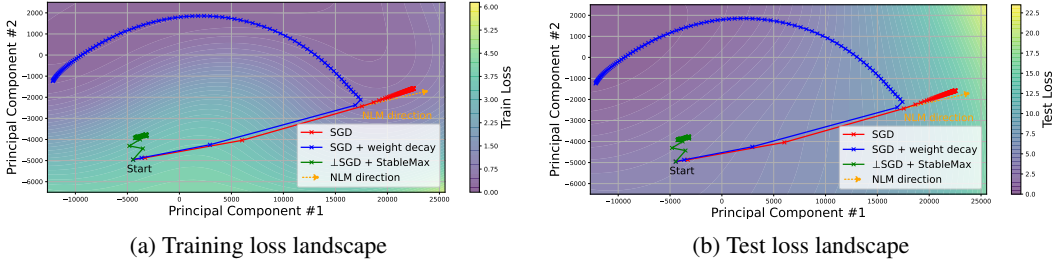 2000
1000
0
−1000
−2000
−3000
−4000
−5000
−6000
Principal Component #2
−10000
−5000
0
5000
10000
15000
20000
25000
Principal Component #1
Start
NLM direction
SGD
SGD + weight decay
⊥SGD + StableMax
NLM direction
6.00
5.25
4.50
3.75
3.00
2.25
1.50
0.75
0.00
Train Loss
(a) Training loss landscape
2000
1000
0
−1000
−2000
−3000
−4000
−5000
−6000
Principal Component #2
−10000
−5000
0
5000
10000
15000
20000
25000
Principal Component #1
Start
NLM direction
SGD
SGD + weight decay
⊥SGD + StableMax
NLM direction
22.5
20.0
17.5
15.0
12.5
10.0
7.5
5.0
2.5
0.0
Test Loss
(b) Test loss landscape